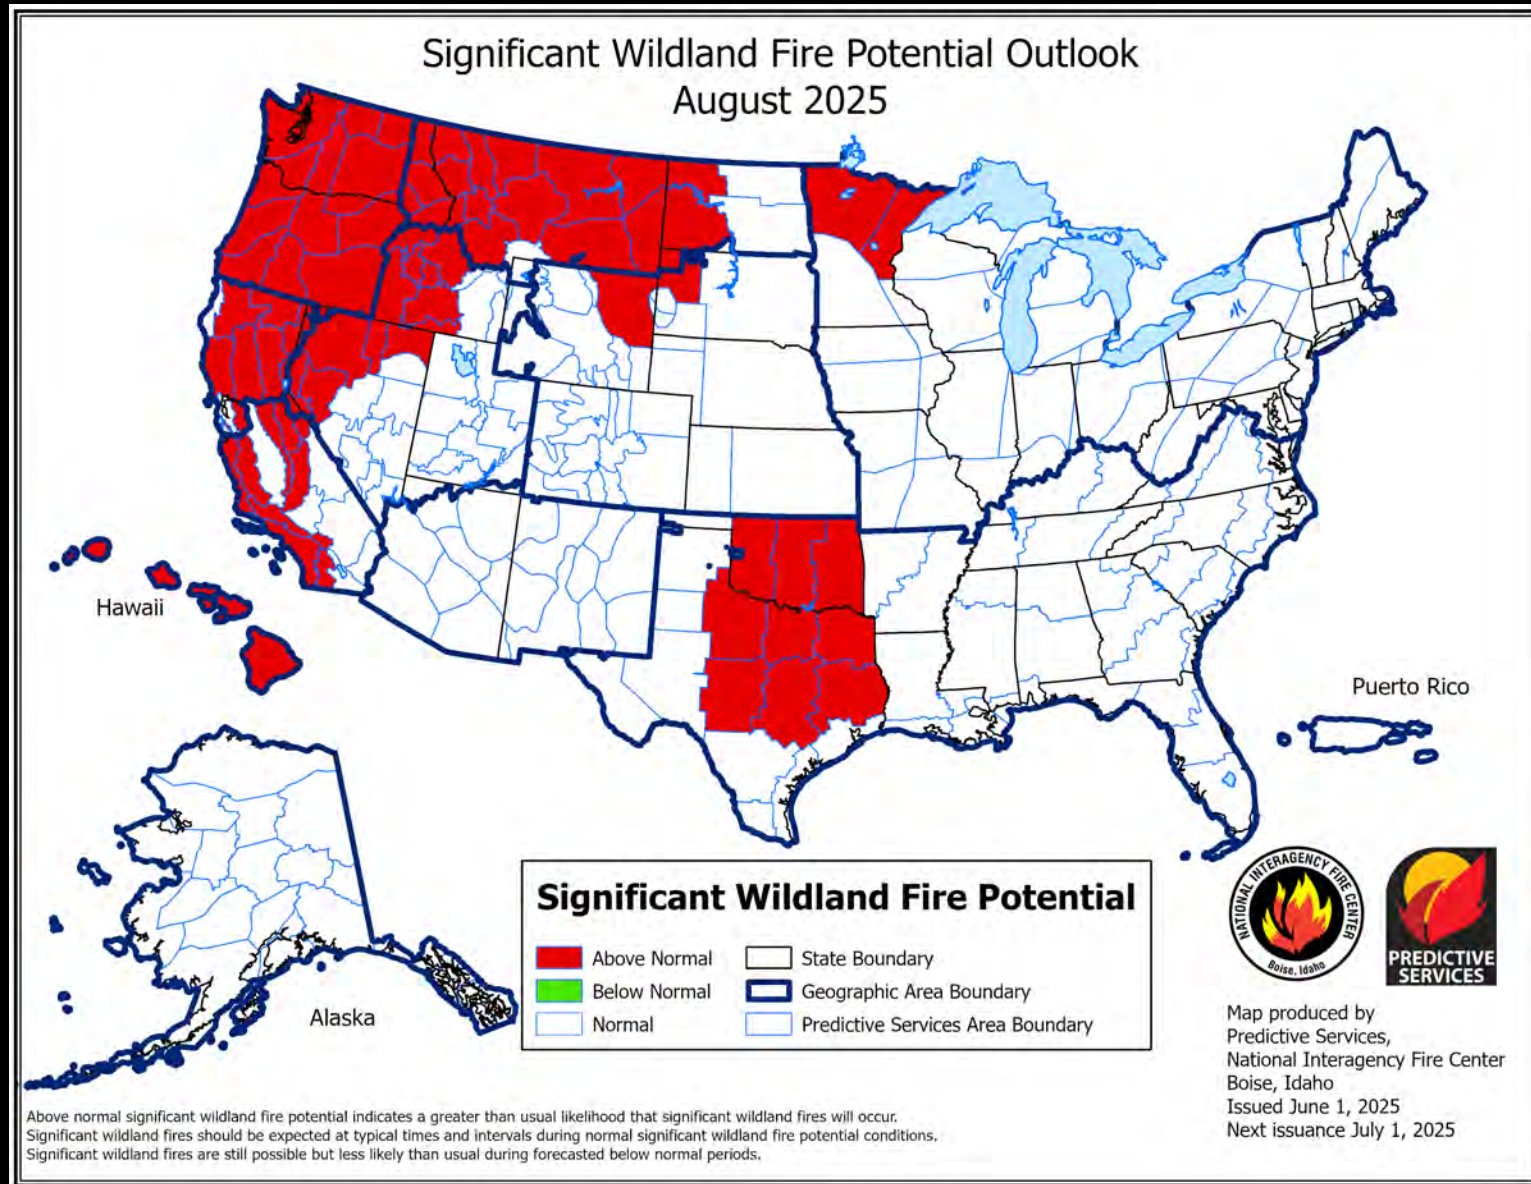 Significant Wildland Fire Potential Outlook
August 2025
Hawaii
Puerto Rico
Alaska
Significant Wildland Fire Potential
Above Normal
Below Normal
Normal
State Boundary
Geographic Area Boundary
Predictive Services Area Boundary
NATIONAL INTERAGENCY FIRE CENTER
Boise, Idaho
PREDICTIVE
SERVICES
Map produced by
Predictive Services,
National Interagency Fire Center
Boise, Idaho
Issued June 1, 2025
Next issuance July 1, 2025
Above normal significant wildland fire potential indicates a greater than usual likelihood that significant wildland fires will occur.
Significant wildland fires should be expected at typical times and intervals during normal significant wildland fire potential conditions.
Significant wildland fires are still possible but less likely than usual during forecasted below normal periods.